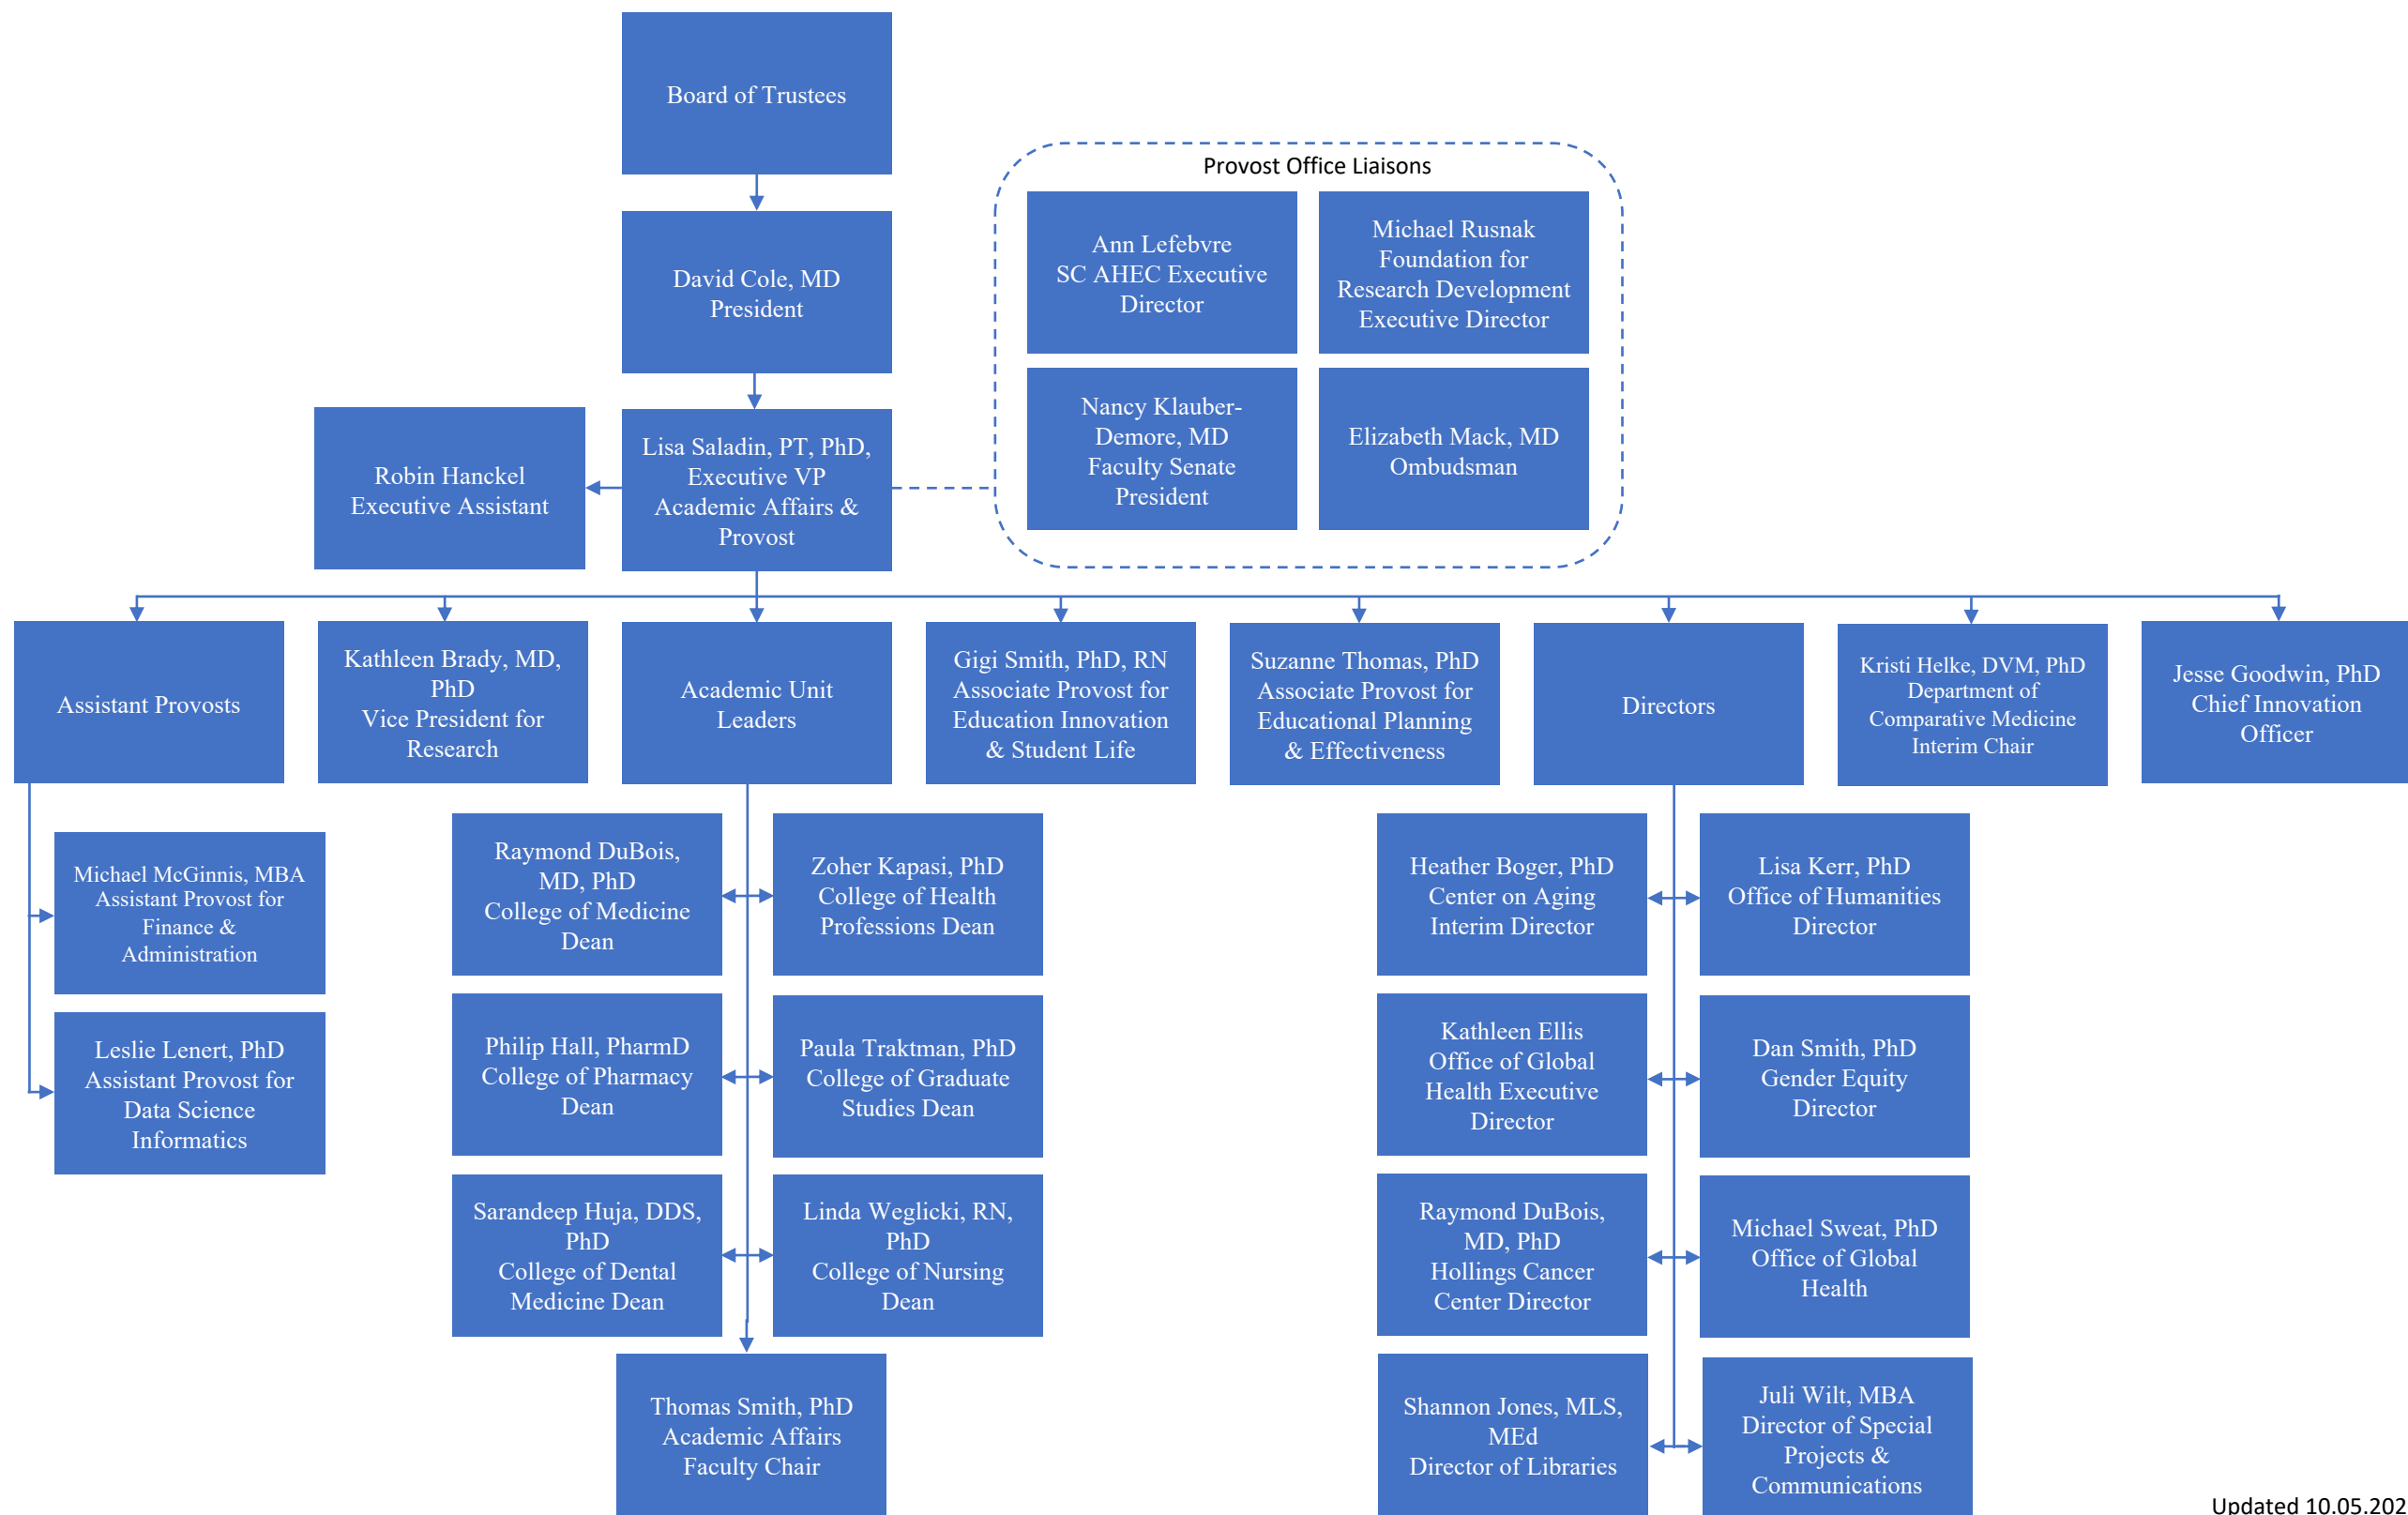 Board of Trustees
Provost Office Liaisons
Ann Lefebvre
SC AHEC Executive
Director
Michael Rusnak
Foundation for
Research Development
Executive Director
David Cole, MD
President
Nancy Klauber-
Demore, MD
Faculty Senate
President
Elizabeth Mack, MD
Ombudsman
Robin Hanckel
Executive Assistant
Lisa Saladin, PT, PhD,
Executive VP
Academic Affairs &
Provost
Assistant Provosts
Kathleen Brady, MD,
PhD
Vice President for
Research
Academic Unit
Leaders
Gigi Smith, PhD, RN
Associate Provost for
Education Innovation
& Student Life
Suzanne Thomas, PhD
Associate Provost for
Educational Planning
& Effectiveness
Directors
Kristi Helke, DVM, PhD
Department of
Comparative Medicine
Interim Chair
Jesse Goodwin, PhD
Chief Innovation
Officer
Michael McGinnis, MBA
Assistant Provost for
Finance &
Administration
Leslie Lenert, PhD
Assistant Provost for
Data Science
Informatics
Raymond DuBois,
MD, PhD
College of Medicine
Dean
Zoher Kapasi, PhD
College of Health
Professions Dean
Philip Hall, PharmD
College of Pharmacy
Dean
Paula Traktman, PhD
College of Graduate
Studies Dean
Sarandeep Huja, DDS,
PhD
College of Dental
Medicine Dean
Linda Weglicki, RN,
PhD
College of Nursing
Dean
Thomas Smith, PhD
Academic Affairs
Faculty Chair
Heather Boger, PhD
Center on Aging
Interim Director
Lisa Kerr, PhD
Office of Humanities
Director
Kathleen Ellis
Office of Global
Health Executive
Director
Dan Smith, PhD
Gender Equity
Director
Raymond DuBois,
MD, PhD
Hollings Cancer
Center Director
Michael Sweat, PhD
Office of Global
Health
Shannon Jones, MLS,
MEd
Director of Libraries
Juli Wilt, MBA
Director of Special
Projects &
Communications
Updated 10.05.202